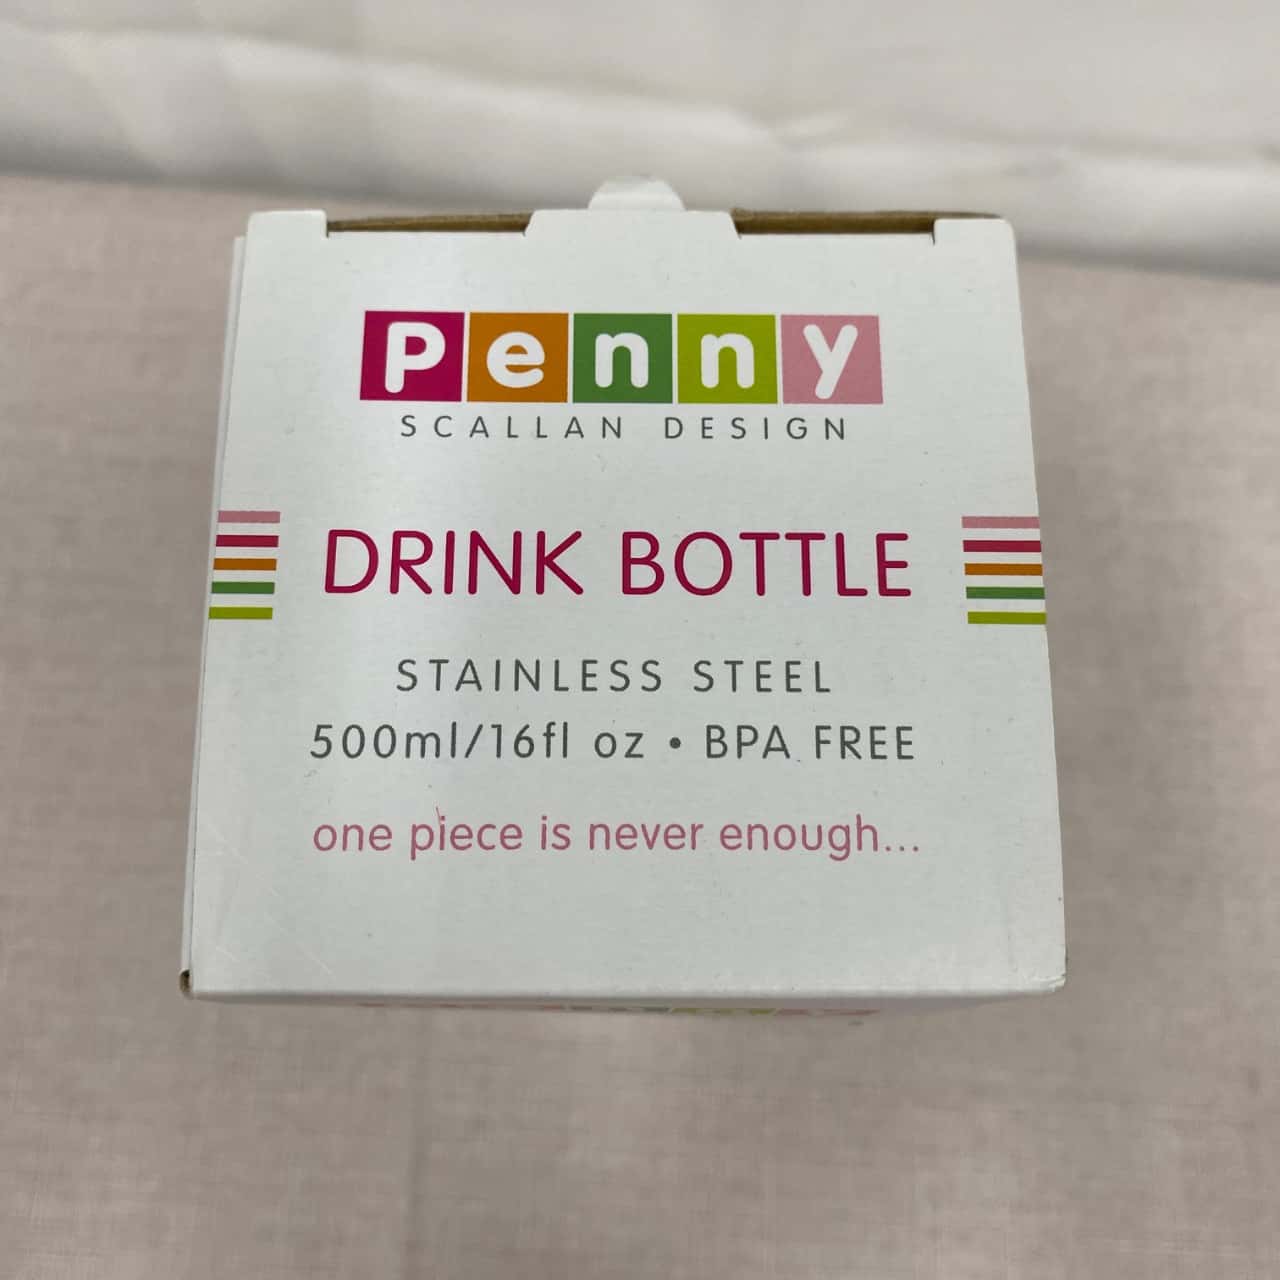 Penny
SCALLAN DESIGN
DRINK BOTTLE
STAINLESS STEEL
500ml/16fl oz • BPA FREE
one piece is never enough...